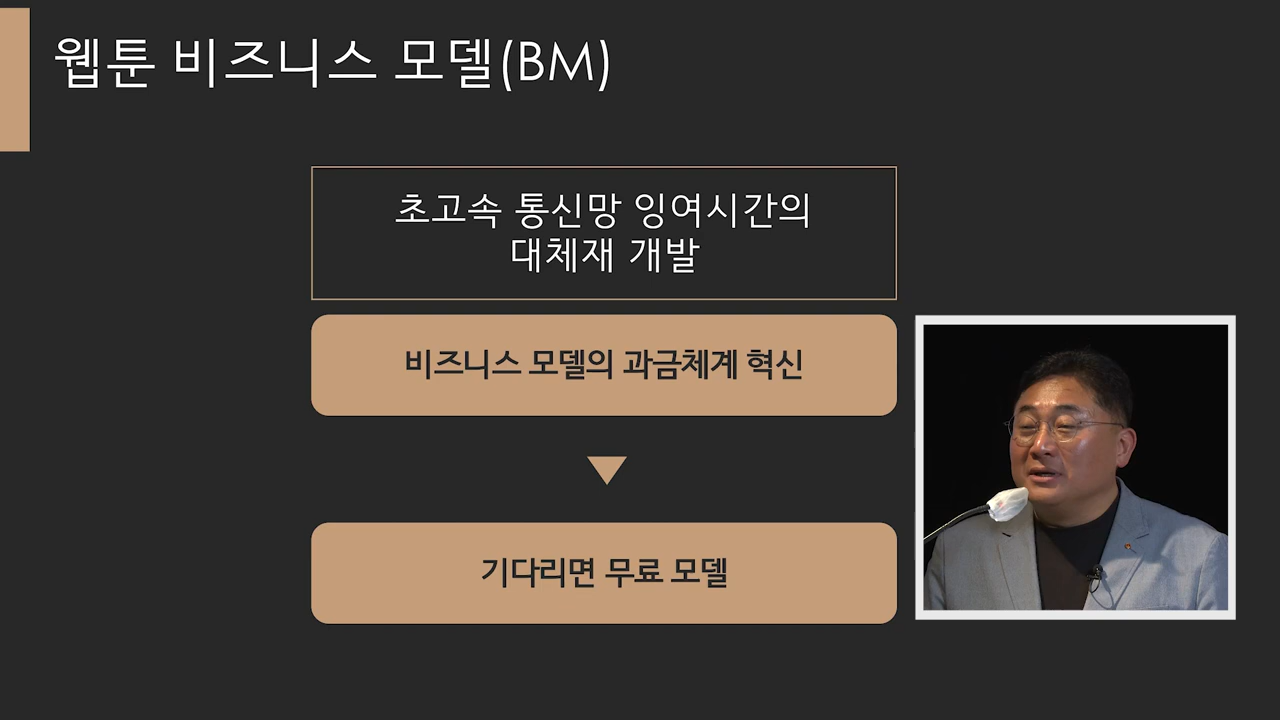 웹툰 비즈니스 모델(BM)
초고속 통신망 잉여시간의
대체재 개발
비즈니스 모델의 과금체계 혁신
기다리면 무료 모델